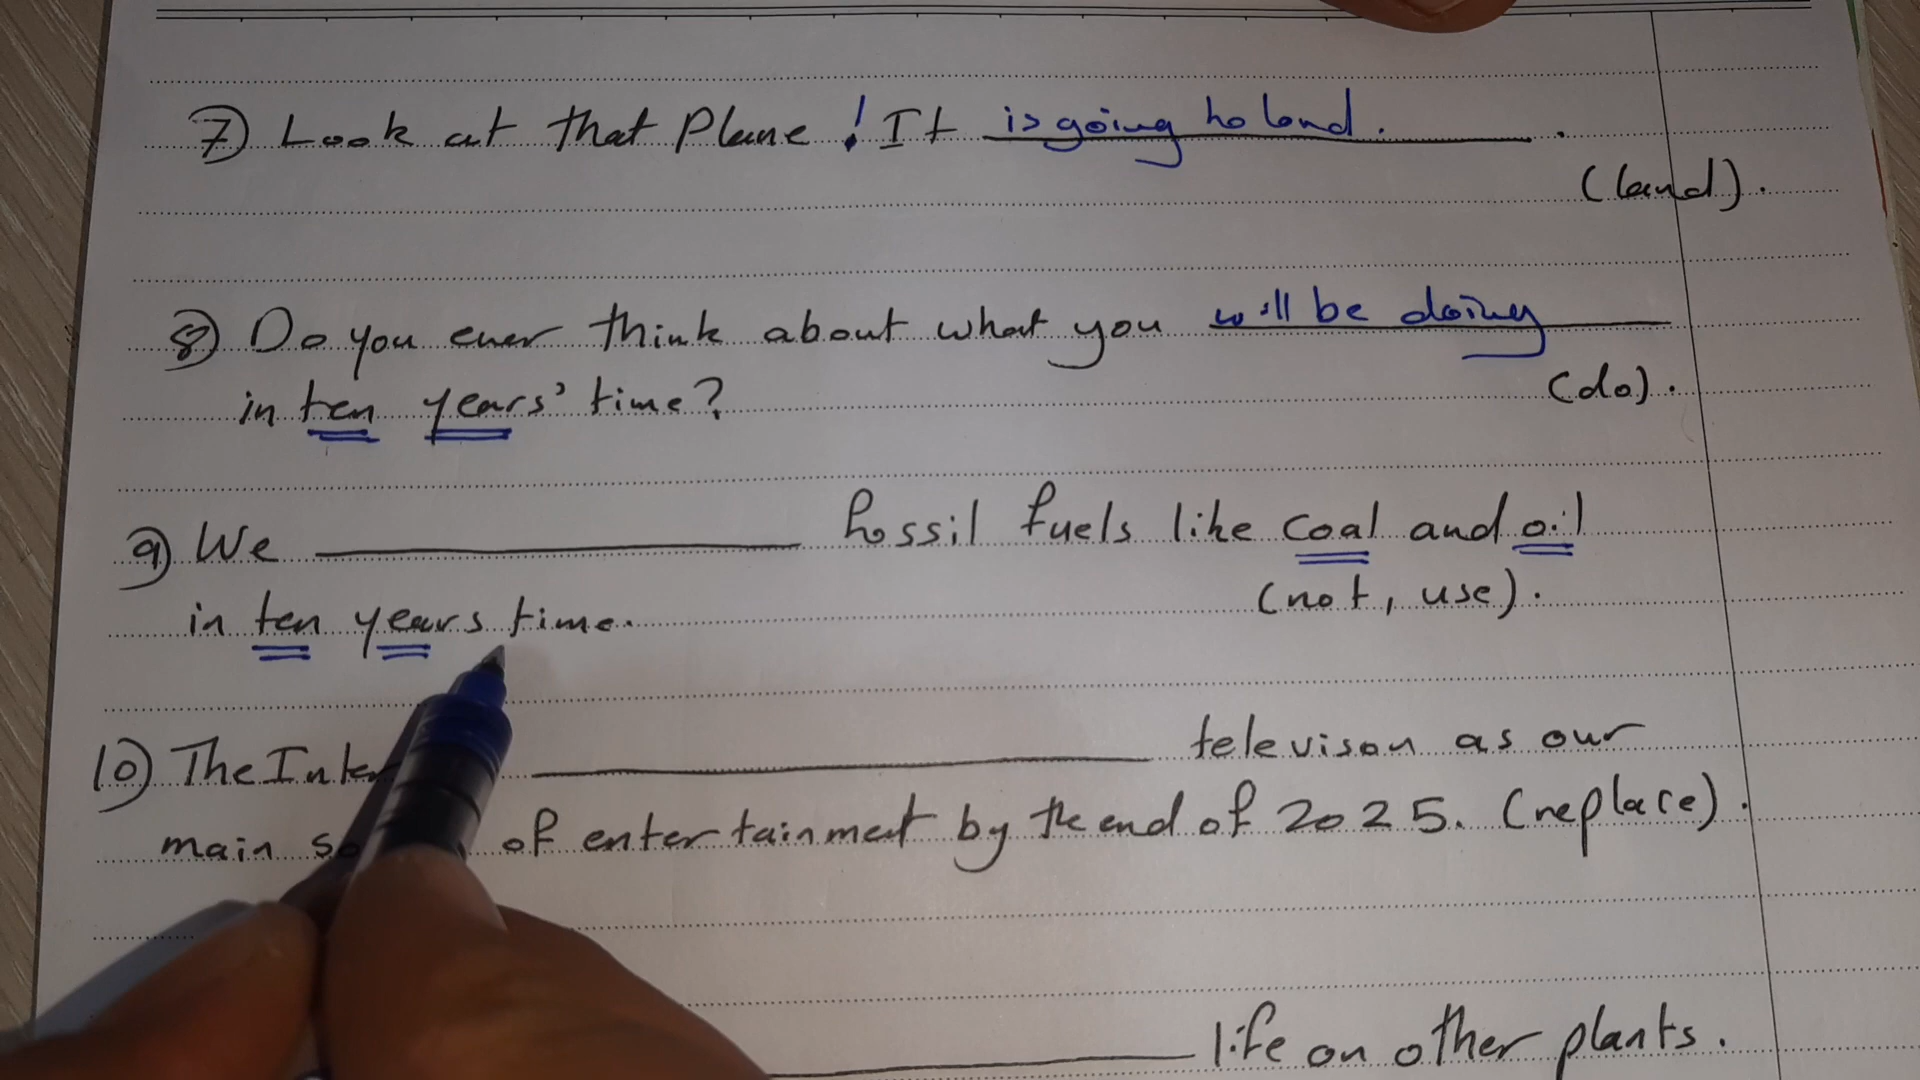 7) Look at that Plane! It is going to land. .
(land).
8) Do you ever think about what you will be doing
in ten years' time? (do).
9) We fossil fuels like coal and oil
in ten years time. (not, use).
10) The televison as our
main of entertainment by the end of 2025. (replace).
life on other plants.